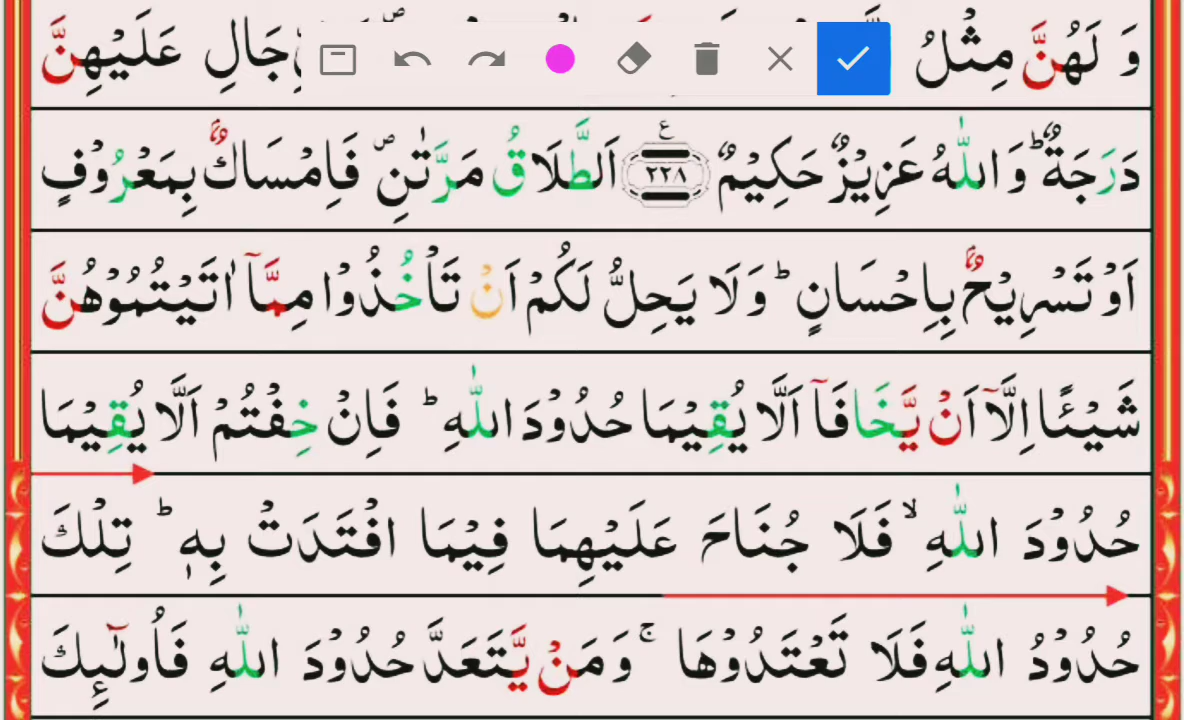 وَ لَهُنَّ مِثْلُ جَالِ عَلَيْهِنَّ
دَرَجَةٌ ؕ وَ اللّٰهُ عَزِيْزٌ حَكِيْمٌ ٢٢٨ ع اَلطَّلَاقُ مَرَّتٰنِ ۪ فَاِمْسَاكٌۢ بِمَعْرُوْفٍ
اَوْ تَسْرِيْحٌۢ بِاِحْسَانٍ ؕ وَ لَا يَحِلُّ لَكُمْ اَنْ تَاْخُذُوْا مِمَّاۤ اٰتَيْتُمُوْهُنَّ
شَيْـًٔا اِلَّاۤ اَنْ يَّخَافَاۤ اَلَّا يُقِيْمَا حُدُوْدَ اللّٰهِ ؕ فَاِنْ خِفْتُمْ اَلَّا يُقِيْمَا
حُدُوْدَ اللّٰهِ ۙ فَلَا جُنَاحَ عَلَيْهِمَا فِيْمَا افْتَدَتْ بِهٖ ؕ تِلْكَ
حُدُوْدُ اللّٰهِ فَلَا تَعْتَدُوْهَا ۚ وَ مَنْ يَّتَعَدَّ حُدُوْدَ اللّٰهِ فَاُولٰٓئِكَ